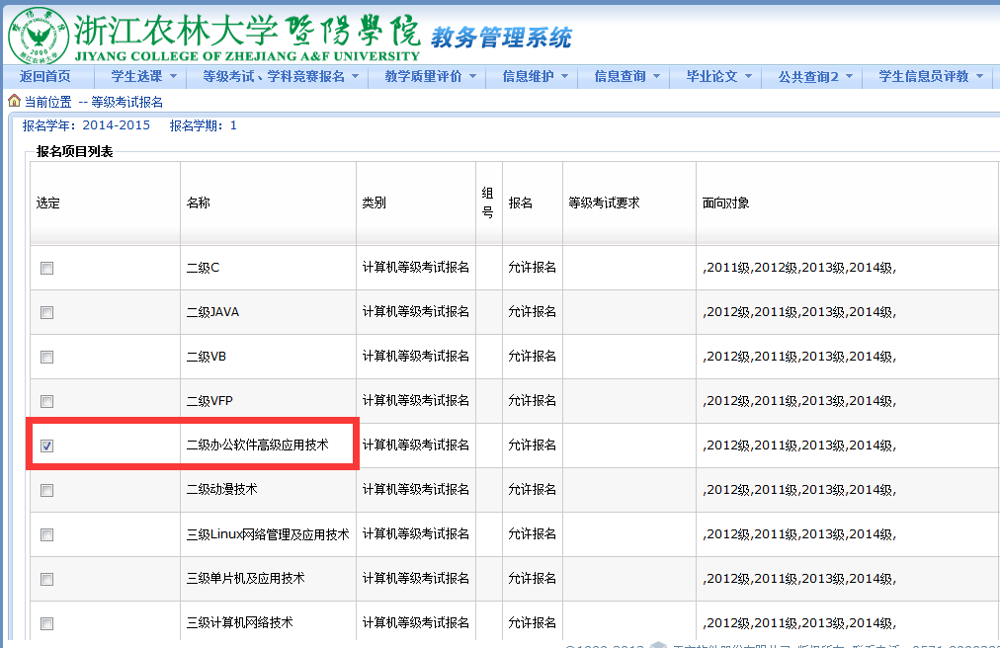 浙江农林大学 暨阳學院 教务管理系统
JIYANG COLLEGE OF ZHEJIANG A&F UNIVERSITY
返回首页 学生选课 等级考试、学科竞赛报名 教学质量评价 信息维护 信息查询 毕业论文 公共查询2 学生信息员评教
当前位置 -- 等级考试报名
报名学年：2014-2015 报名学期：1
报名项目列表
选定 名称 类别 组号 报名 等级考试要求 面向对象
二级C 计算机等级考试报名 允许报名 ,2011级,2012级,2013级,2014级,
二级JAVA 计算机等级考试报名 允许报名 ,2012级,2011级,2013级,2014级,
二级VB 计算机等级考试报名 允许报名 ,2012级,2011级,2013级,2014级,
二级VFP 计算机等级考试报名 允许报名 ,2012级,2011级,2013级,2014级,
二级办公软件高级应用技术 计算机等级考试报名 允许报名 ,2012级,2011级,2013级,2014级,
二级动漫技术 计算机等级考试报名 允许报名 ,2012级,2011级,2013级,2014级,
三级Linux网络管理及应用技术 计算机等级考试报名 允许报名 ,2012级,2011级,2013级,2014级,
三级单片机及应用技术 计算机等级考试报名 允许报名 ,2012级,2011级,2013级,2014级,
三级计算机网络技术 计算机等级考试报名 允许报名 ,2012级,2011级,2013级,2014级,